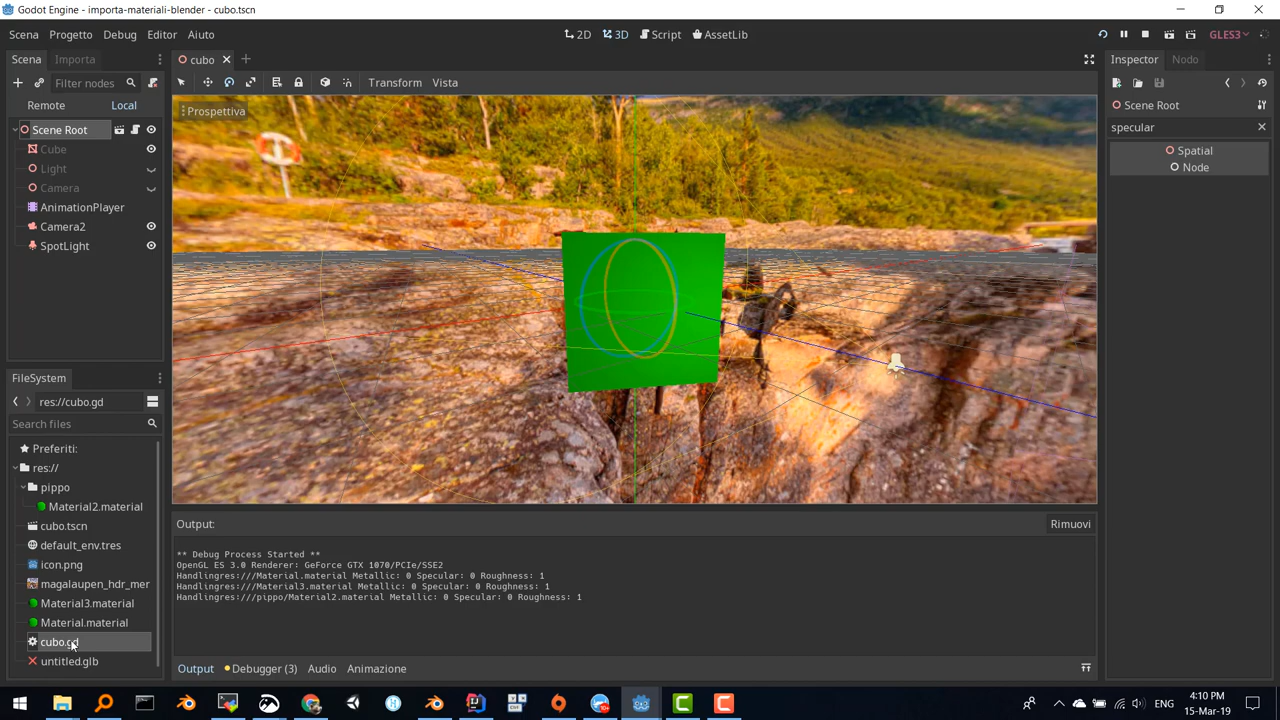 Godot Engine - importa-materiali-blender - cubo.tscn
Scena Progetto Debug Editor Aiuto
2D 3D Script AssetLib
GLES3
Scena Importa
cubo
Inspector Nodo
Filter nodes
Transform Vista
Remote Local
Scene Root
Prospettiva
specular
Scene Root
Cube
Spatial
Light
Node
Camera
AnimationPlayer
Camera2
SpotLight
FileSystem
res://cubo.gd
Search files
Preferiti:
res://
pippo
Material2.material
cubo.tscn
default_env.tres
icon.png
magalaupen_hdr_mer
Material3.material
Material.material
cubo.gd
untitled.glb
Output:
Rimuovi
** Debug Process Started **
OpenGL ES 3.0 Renderer: GeForce GTX 1070/PCIe/SSE2
Handlingres:///Material.material Metallic: 0 Specular: 0 Roughness: 1
Handlingres:///Material3.material Metallic: 0 Specular: 0 Roughness: 1
Handlingres:///pippo/Material2.material Metallic: 0 Specular: 0 Roughness: 1
Output Debugger (3) Audio Animazione
10+
ENG
4:10 PM
15-Mar-19